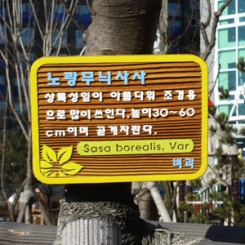 노랑무늬사사
상록성잎이 아름다워 조경용
으로 많이 쓰인다.높이30~60
cm이며 곧게자란다.
Sasa borealis, Var
벼과